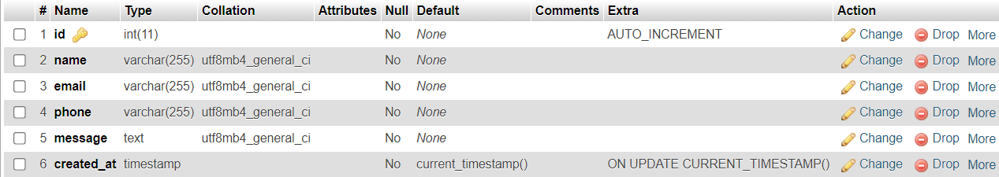 # Name Type Collation Attributes Null Default Comments Extra Action
1 id int(11) No None AUTO_INCREMENT Change Drop More
2 name varchar(255) utf8mb4_general_ci No None Change Drop More
3 email varchar(255) utf8mb4_general_ci No None Change Drop More
4 phone varchar(255) utf8mb4_general_ci No None Change Drop More
5 message text utf8mb4_general_ci No None Change Drop More
6 created_at timestamp No current_timestamp() ON UPDATE CURRENT_TIMESTAMP() Change Drop More